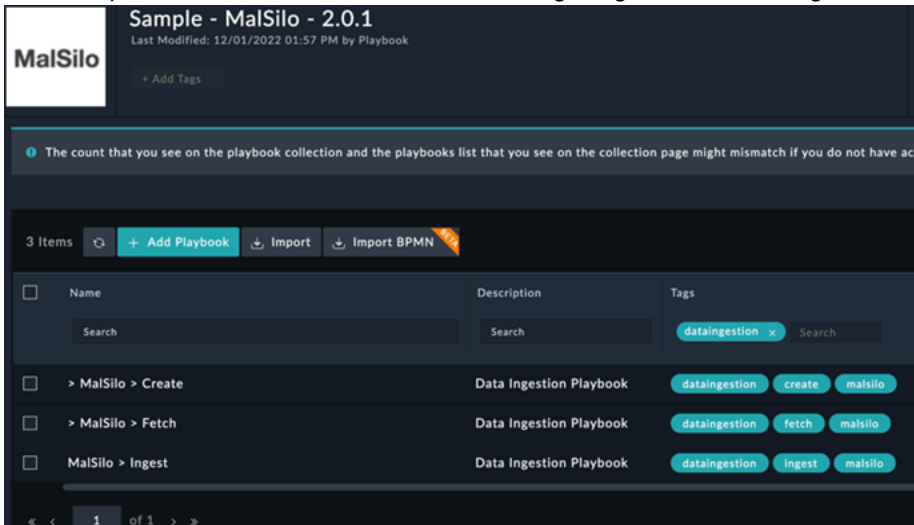 MalSilo
Sample - MalSilo - 2.0.1
Last Modified: 12/01/2022 01:57 PM by Playbook
+ Add Tags
The count that you see on the playbook collection and the playbooks list that you see on the collection page might mismatch if you do not have ac
3 Items + Add Playbook Import Import BPMN BETA
Name Description Tags
Search Search dataingestion x Search
> MalSilo > Create Data Ingestion Playbook dataingestion create malsilo
> MalSilo > Fetch Data Ingestion Playbook dataingestion fetch malsilo
MalSilo > Ingest Data Ingestion Playbook dataingestion ingest malsilo
« < 1 of 1 > »